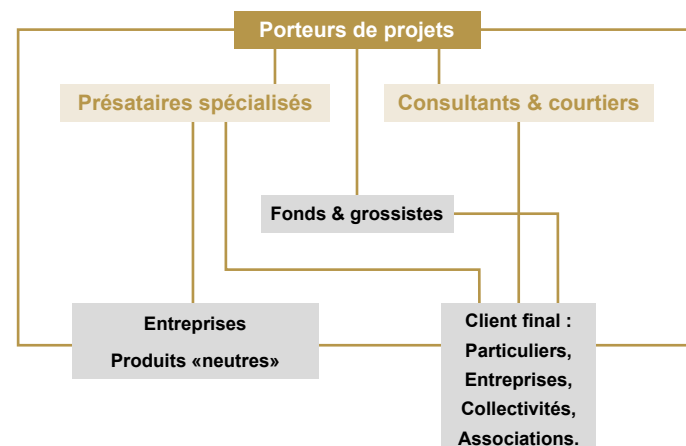 Porteurs de projets
Présataires spécialisés
Consultants & courtiers
Fonds & grossistes
Entreprises
Produits «neutres»
Client final :
Particuliers,
Entreprises,
Collectivités,
Associations.